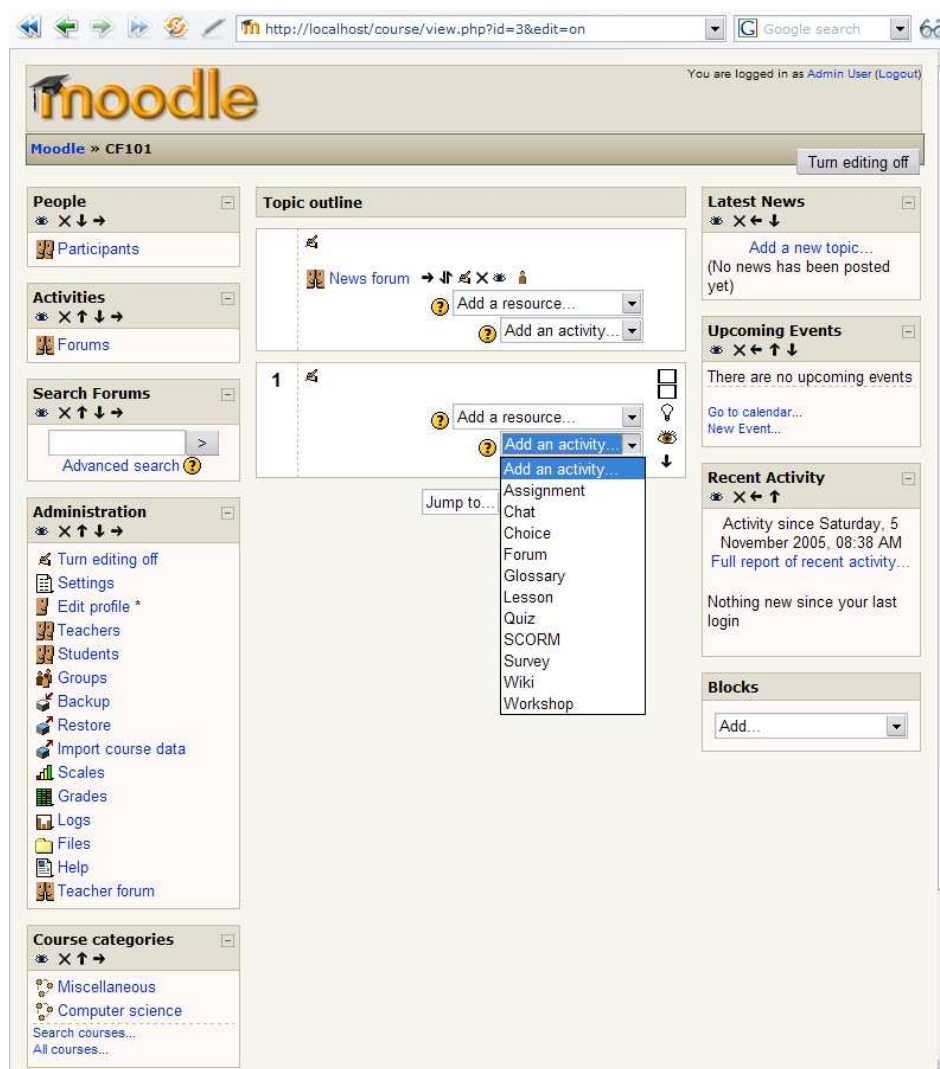 http://localhost/course/view.php?id=3&edit=on
G Google search
moodle
You are logged in as Admin User (Logout)
Moodle » CF101
Turn editing off
People
Participants
Activities
Forums
Search Forums
>
Advanced search ?
Administration
Turn editing off
Settings
Edit profile *
Teachers
Students
Groups
Backup
Restore
Import course data
Scales
Grades
Logs
Files
Help
Teacher forum
Course categories
Miscellaneous
Computer science
Search courses...
All courses...
Topic outline
News forum
? Add a resource...
? Add an activity...
1
? Add a resource...
? Add an activity...
Add an activity...
Assignment
Chat
Choice
Forum
Glossary
Lesson
Quiz
SCORM
Survey
Wiki
Workshop
Jump to...
Latest News
Add a new topic...
(No news has been posted
yet)
Upcoming Events
There are no upcoming events
Go to calendar...
New Event...
Recent Activity
Activity since Saturday, 5
November 2005, 08:38 AM
Full report of recent activity...
Nothing new since your last
login
Blocks
Add...